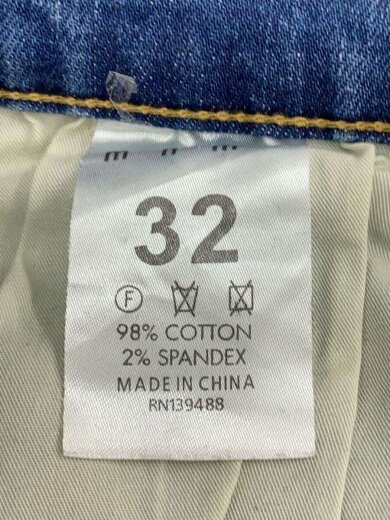 m n m
32
F
98% COTTON
2% SPANDEX
MADE IN CHINA
RN139488